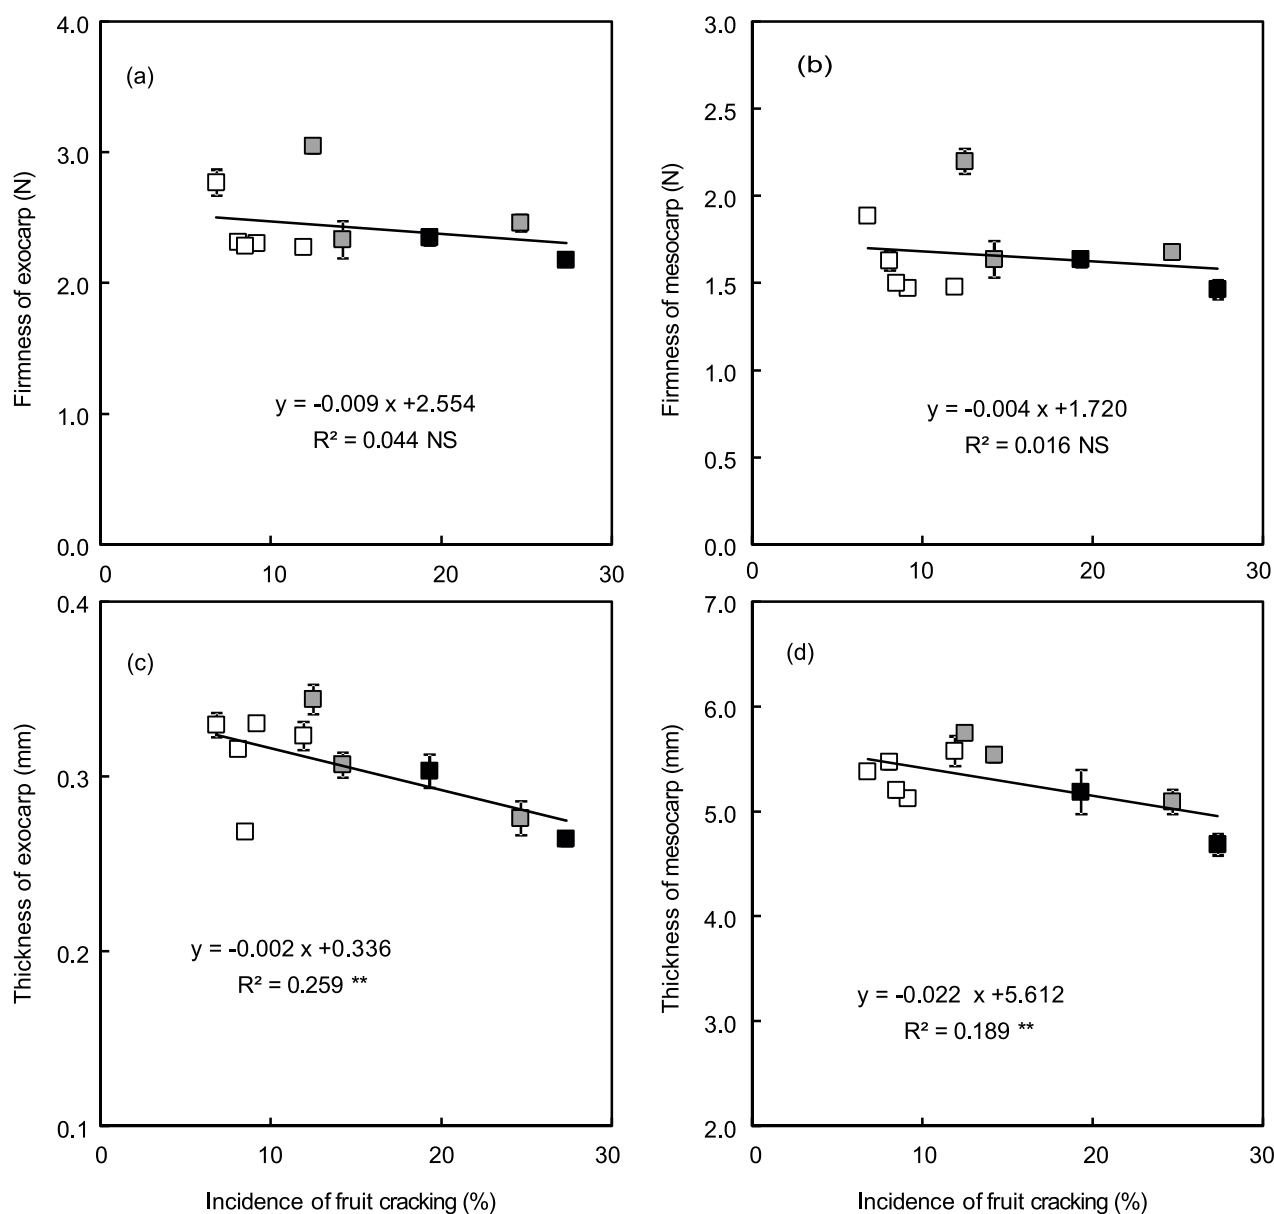 (a)
Firmness of exocarp (N)
4.0
3.0
2.0
1.0
0.0
y = -0.009 x +2.554
R² = 0.044 NS
0
10
20
30
(b)
Firmness of mesocarp (N)
3.0
2.5
2.0
1.5
1.0
0.5
0.0
y = -0.004 x +1.720
R² = 0.016 NS
0
10
20
30
(c)
Thickness of exocarp (mm)
0.4
0.3
0.2
0.1
y = -0.002 x +0.336
R² = 0.259 **
0
10
20
30
Incidence of fruit cracking (%)
(d)
Thickness of mesocarp (mm)
7.0
6.0
5.0
4.0
3.0
2.0
y = -0.022 x +5.612
R² = 0.189 **
0
10
20
30
Incidence of fruit cracking (%)